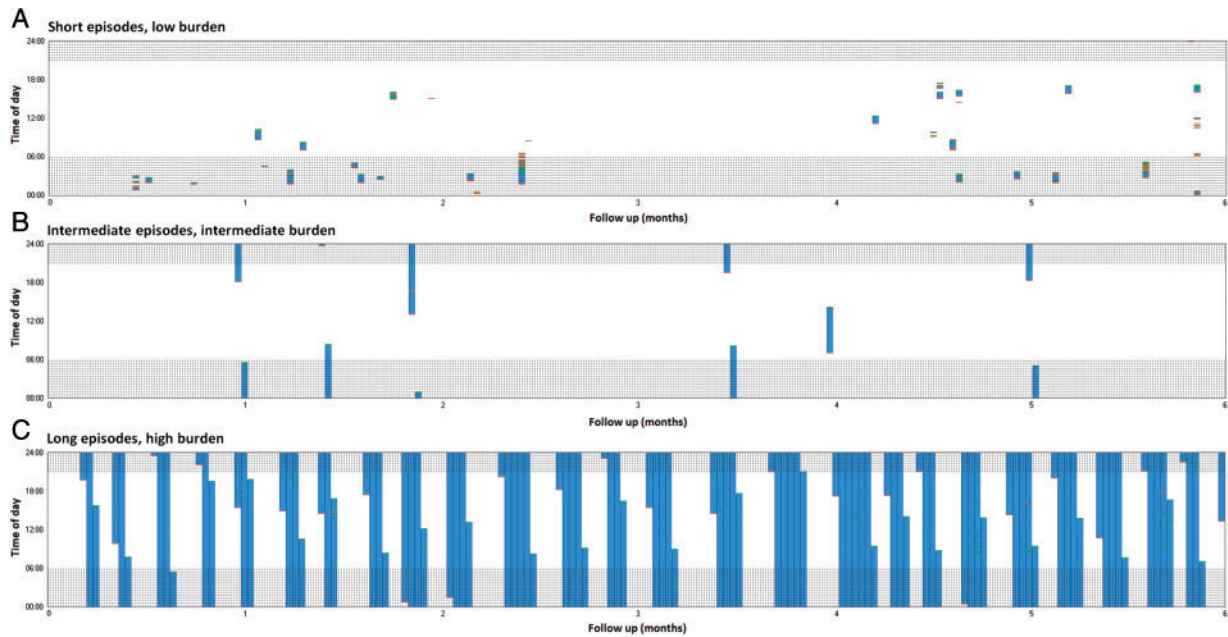 A
Short episodes, low burden
24:00
18:00
12:00
06:00
00:00
Time of day
0 1 2 3 4 5 6
Follow up (months)
B
Intermediate episodes, intermediate burden
24:00
18:00
12:00
06:00
00:00
Time of day
0 1 2 3 4 5 6
Follow up (months)
C
Long episodes, high burden
24:00
18:00
12:00
06:00
00:00
Time of day
0 1 2 3 4 5 6
Follow up (months)